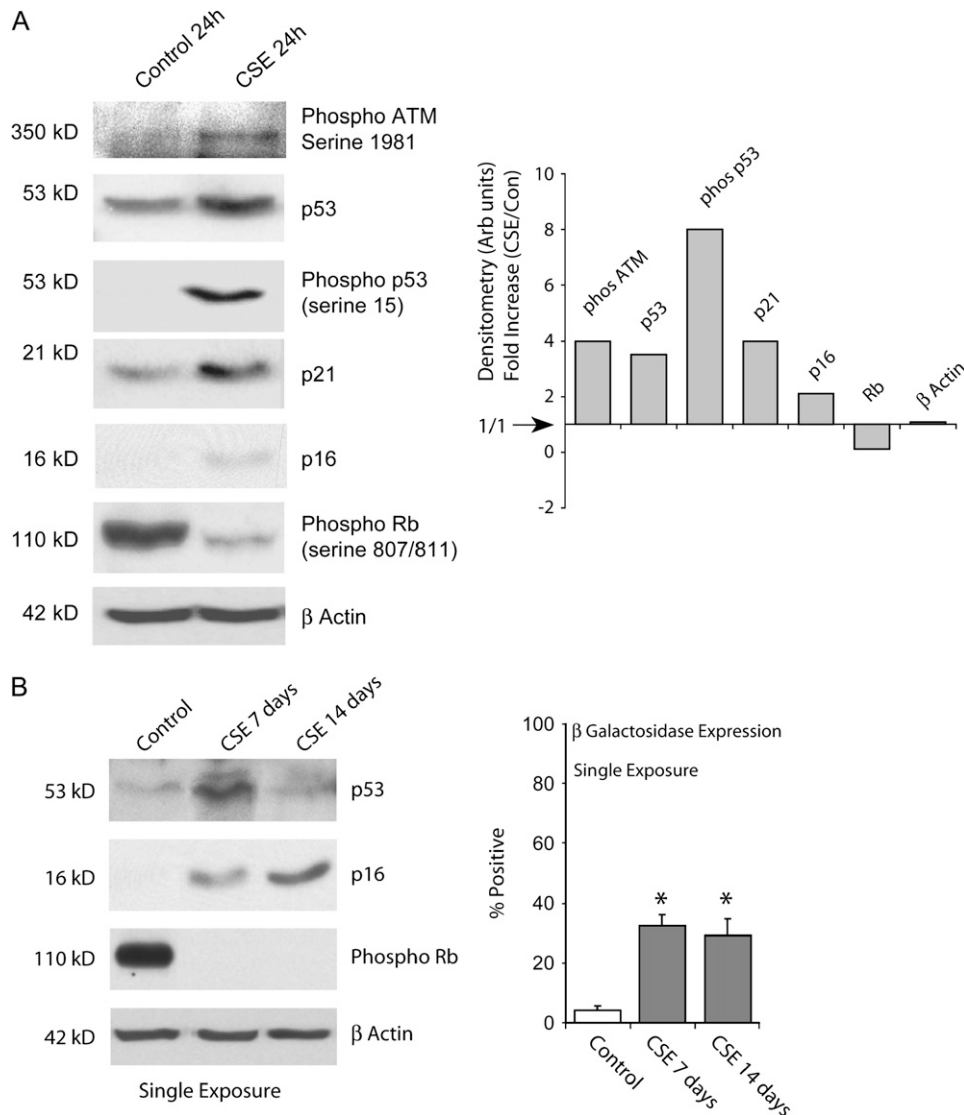 A
Control 24h
CSE 24h
350 kD
Phospho ATM
Serine 1981
53 kD
p53
53 kD
Phospho p53
(serine 15)
21 kD
p21
16 kD
p16
110 kD
Phospho Rb
(serine 807/811)
42 kD
β Actin
Densitometry (Arb units)
Fold Increase (CSE/Con)
10
8
6
4
2
1/1
0
-2
phos ATM
p53
phos p53
p21
p16
Rb
β Actin
B
Control
CSE 7 days
CSE 14 days
53 kD
p53
16 kD
p16
110 kD
Phospho Rb
42 kD
β Actin
Single Exposure
β Galactosidase Expression
Single Exposure
% Positive
100
80
60
40
20
0
*
*
Control
CSE 7 days
CSE 14 days